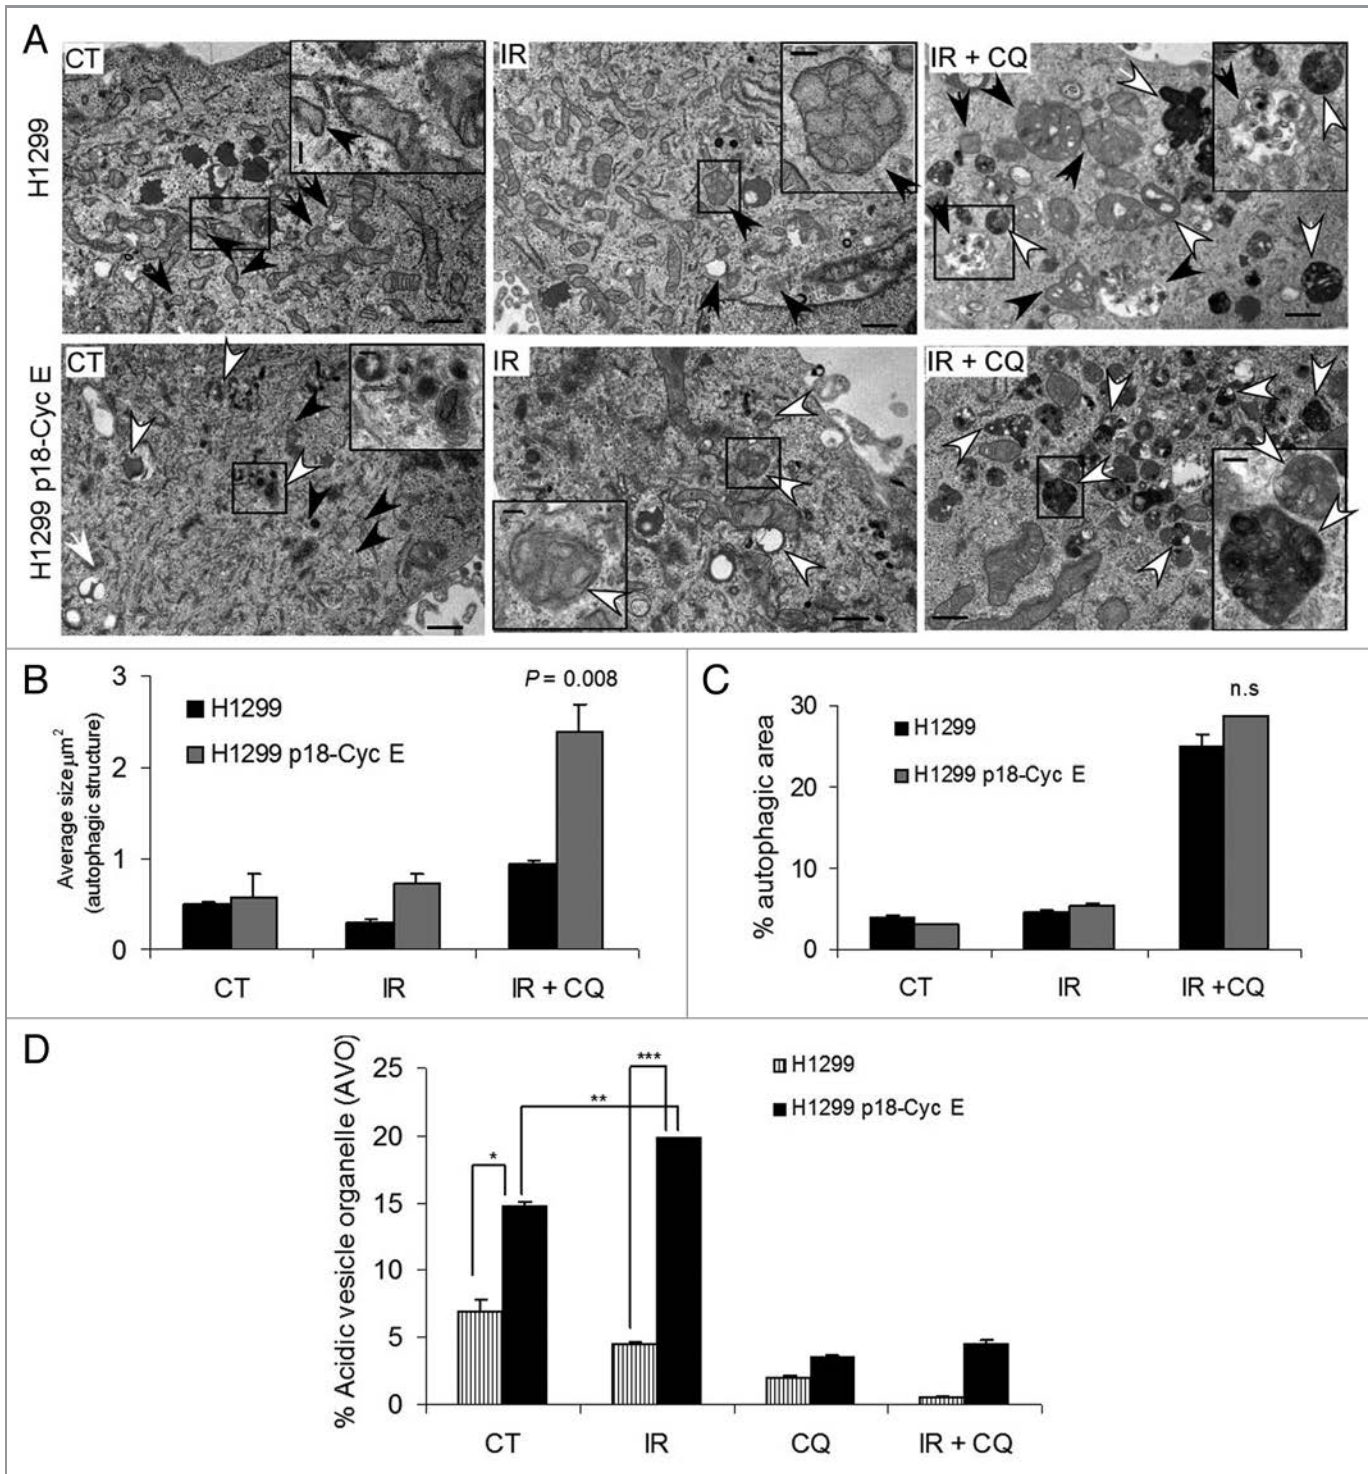 A
CT
IR
IR + CQ
H1299
CT
IR
IR + CQ
H1299 p18-Cyc E
B
Average size µm²
(autophagic structure)
3
2
1
0
P = 0.008
H1299
H1299 p18-Cyc E
CT
IR
IR + CQ
C
% autophagic area
30
20
10
0
n.s
H1299
H1299 p18-Cyc E
CT
IR
IR +CQ
D
% Acidic vesicle organelle (AVO)
25
20
15
10
5
0
*
**
***
H1299
H1299 p18-Cyc E
CT
IR
CQ
IR + CQ